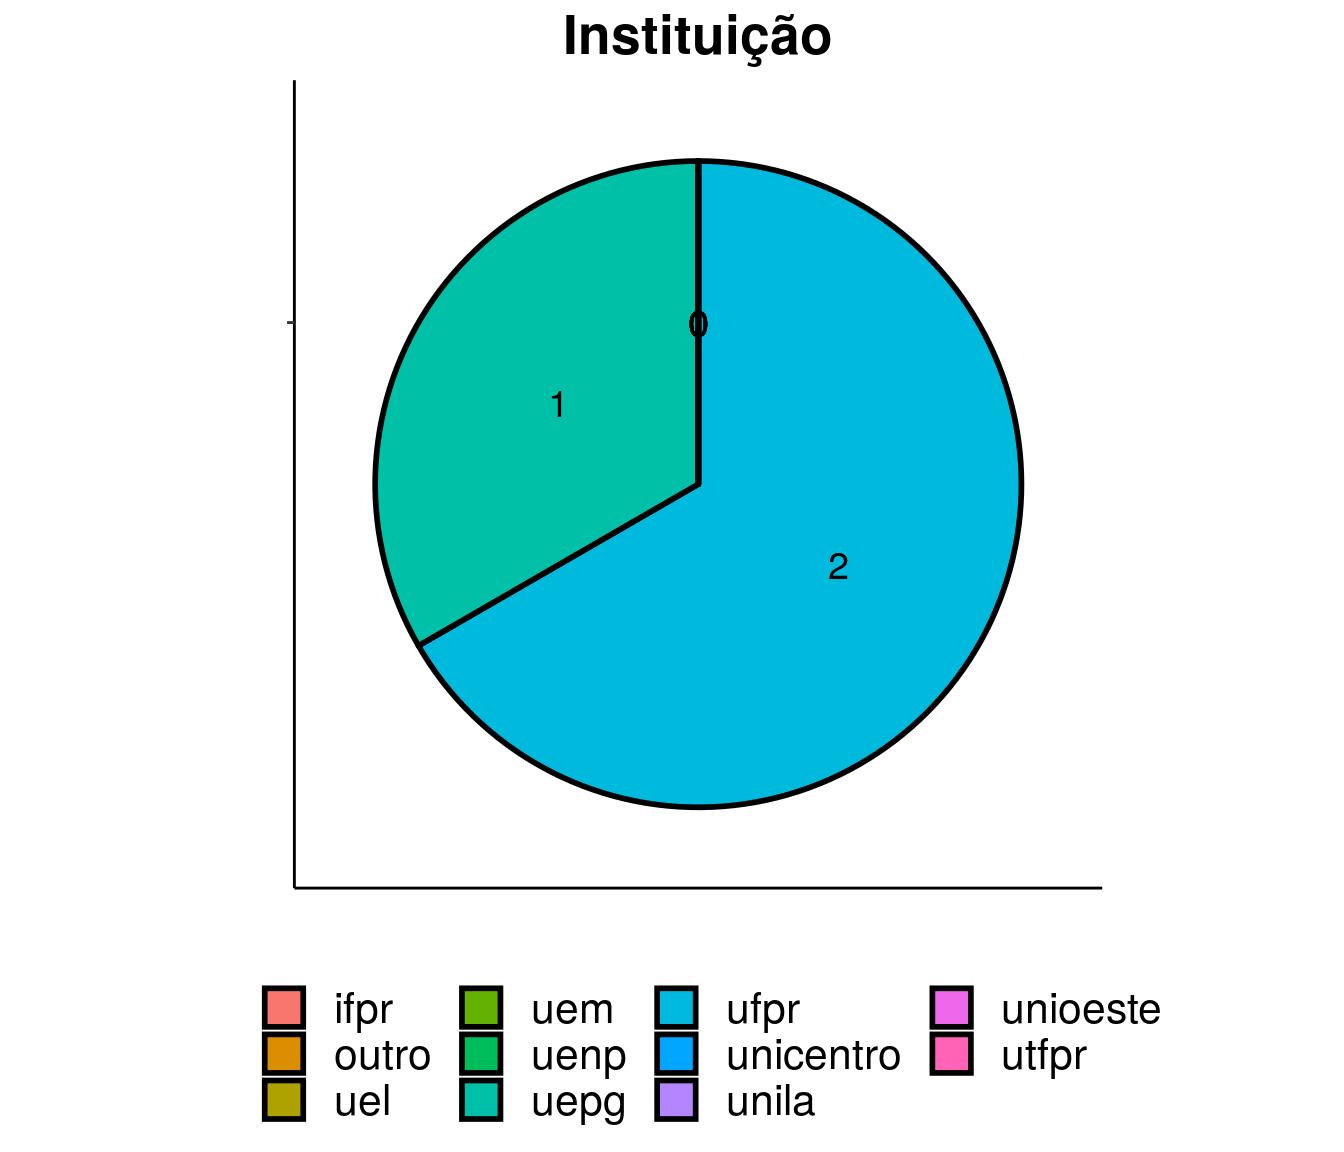 Instituição
0
1
2
ifpr
outro
uel
uem
uenp
uepg
ufpr
unicentro
unila
unioeste
utfpr